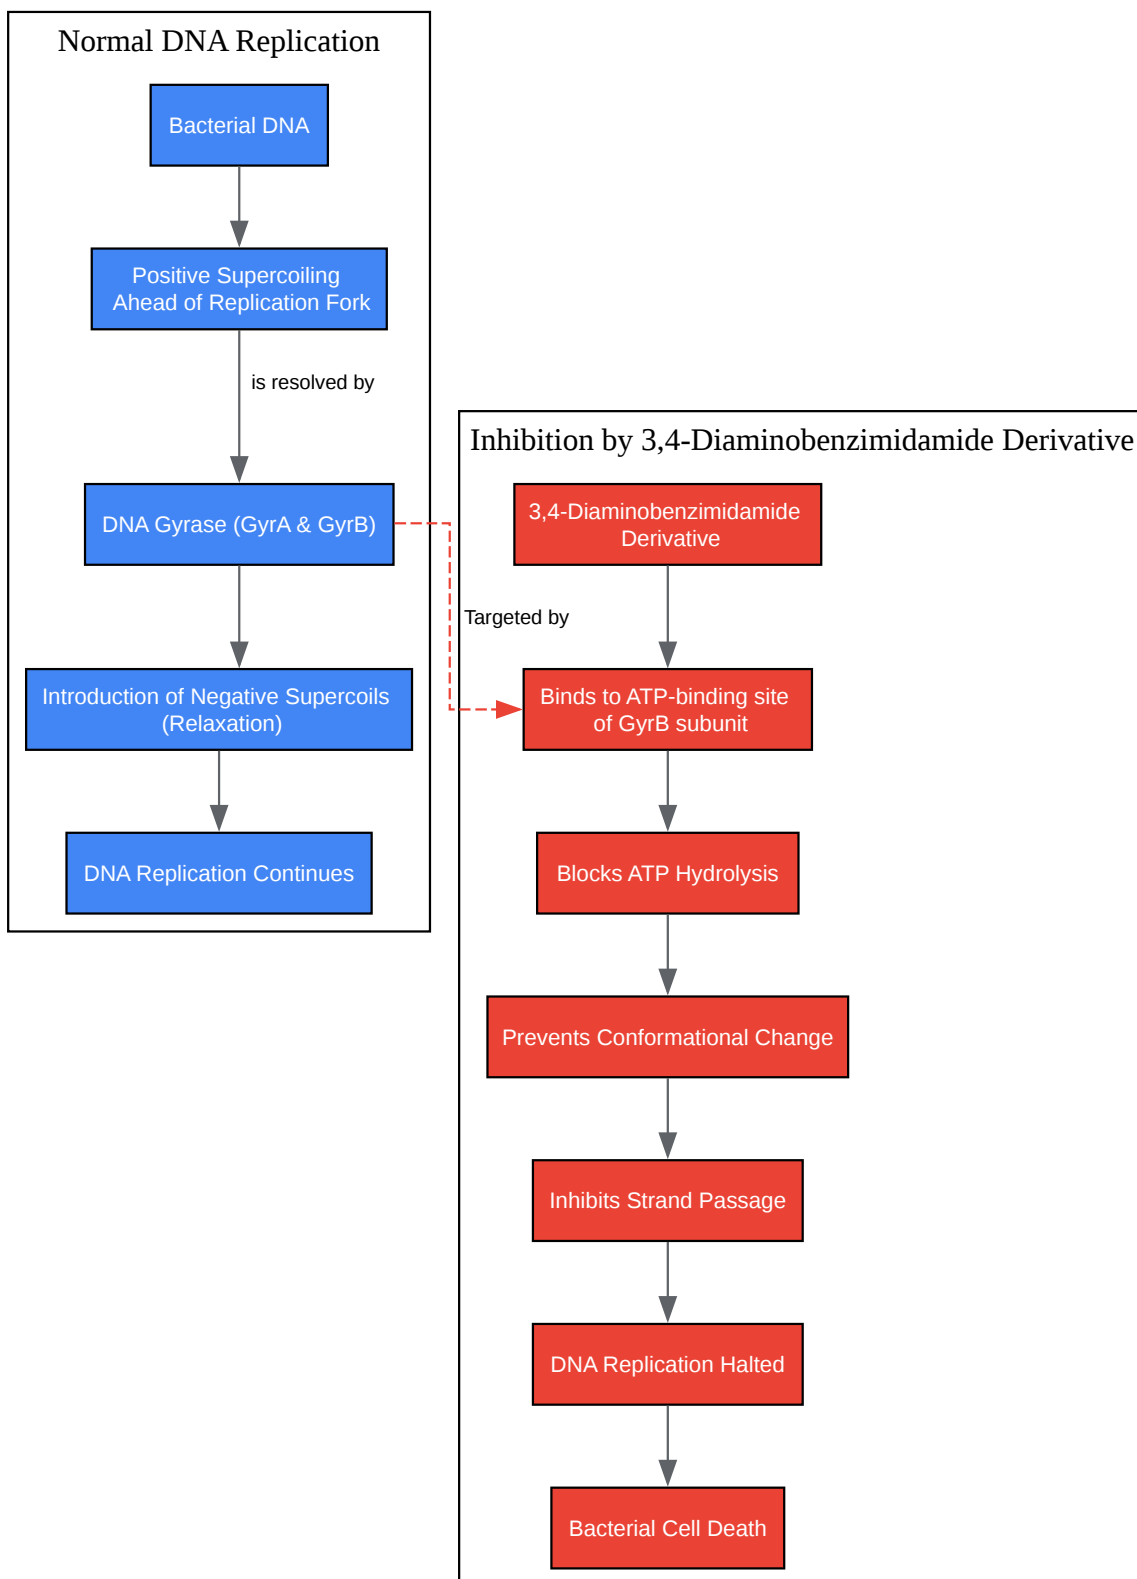 Normal DNA Replication
Bacterial DNA
Positive Supercoiling
Ahead of Replication Fork
is resolved by
DNA Gyrase (GyrA & GyrB)
Introduction of Negative Supercoils
(Relaxation)
DNA Replication Continues
Targeted by
Inhibition by 3,4-Diaminobenzimidamide Derivative
3,4-Diaminobenzimidamide
Derivative
Binds to ATP-binding site
of GyrB subunit
Blocks ATP Hydrolysis
Prevents Conformational Change
Inhibits Strand Passage
DNA Replication Halted
Bacterial Cell Death